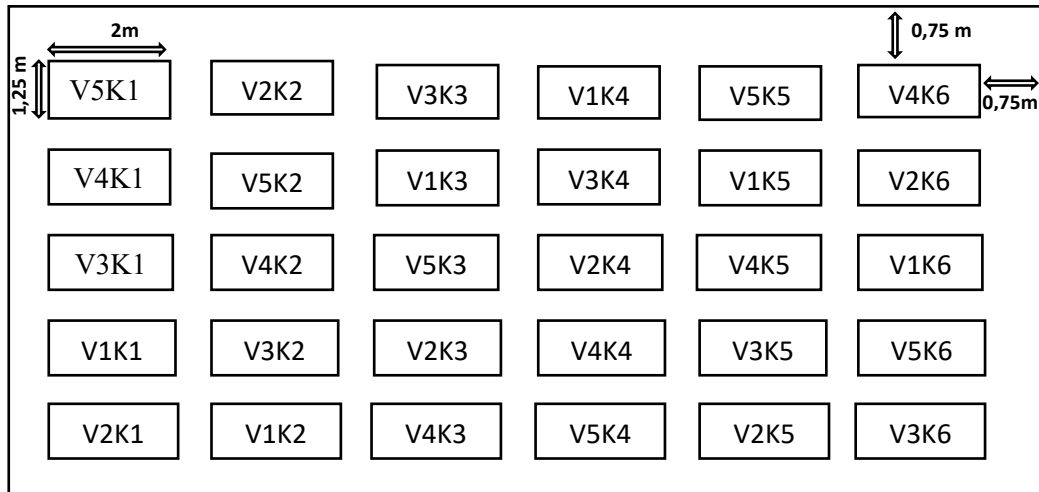 2m 0,75 m
1,25 m
V5K1 V2K2 V3K3 V1K4 V5K5 V4K6 0,75m
V4K1 V5K2 V1K3 V3K4 V1K5 V2K6
V3K1 V4K2 V5K3 V2K4 V4K5 V1K6
V1K1 V3K2 V2K3 V4K4 V3K5 V5K6
V2K1 V1K2 V4K3 V5K4 V2K5 V3K6